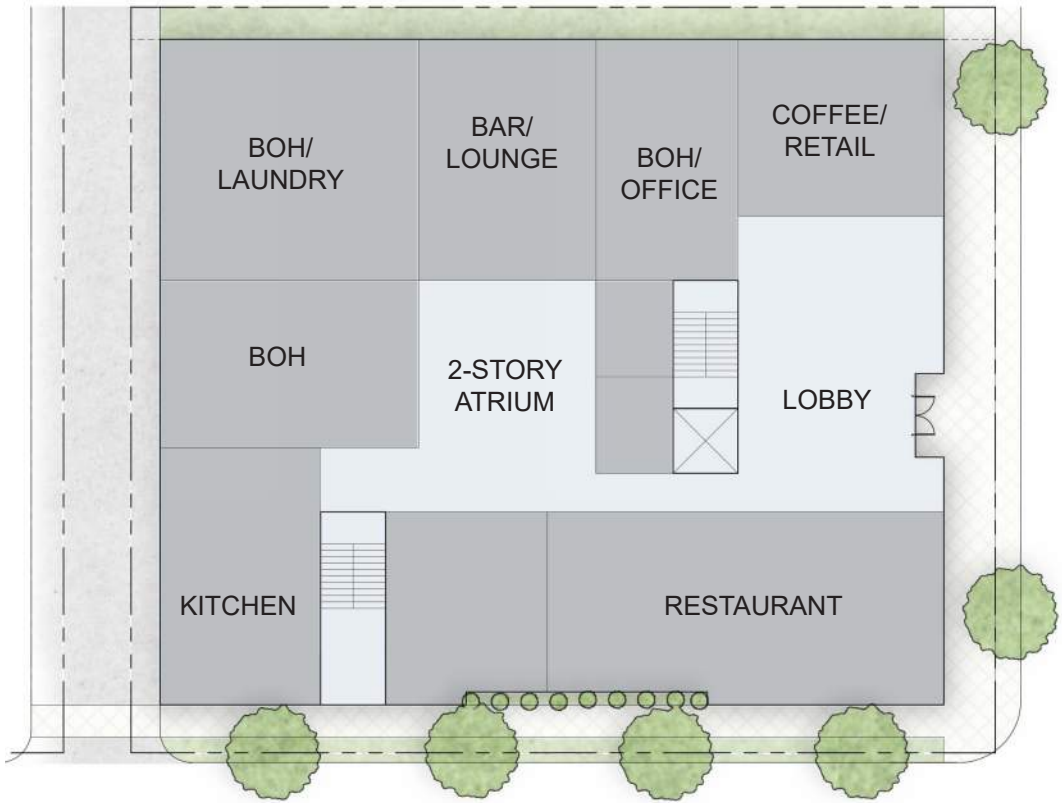 BOH/
LAUNDRY
BAR/
LOUNGE
BOH/
OFFICE
COFFEE/
RETAIL
BOH
2-STORY
ATRIUM
LOBBY
KITCHEN
RESTAURANT